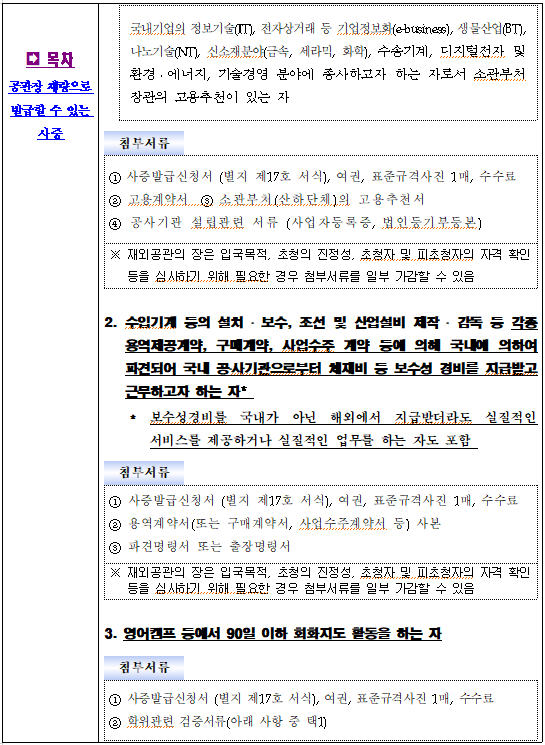 목차
공관장 재량으로
발급할 수 있는
사증
국내기업의 정보기술(IT), 전자상거래 등 기업정보화(e-business), 생물산업(BT),
나노기술(NT), 신소재분야(금속, 세라믹, 화학), 수송기계, 디지털전자 및
환경·에너지, 기술경영 분야에 종사하고자 하는 자로서 소관부처
장관의 고용추천이 있는 자
첨부서류
① 사증발급신청서 (별지 제17호 서식), 여권, 표준규격사진 1매, 수수료
② 고용계약서 ③ 소관부처(산하단체)의 고용추천서
④ 공사기관 설립관련 서류 (사업자등록증, 법인등기부등본)
※ 재외공관의 장은 입국목적, 초청의 진정성, 초청자 및 피초청자의 자격 확인
등을 심사하기 위해 필요한 경우 첨부서류를 일부 가감할 수 있음
2. 수입기계 등의 설치·보수, 조선 및 산업설비 제작·감독 등 각종
용역제공계약, 구매계약, 사업수주 계약 등에 의해 국내에 의하여
파견되어 국내 공사기관으로부터 체재비 등 보수성 경비를 지급받고
근무하고자 하는 자*
* 보수성경비를 국내가 아닌 해외에서 지급받더라도 실질적인
서비스를 제공하거나 실질적인 업무를 하는 자도 포함
첨부서류
① 사증발급신청서 (별지 제17호 서식), 여권, 표준규격사진 1매, 수수료
② 용역계약서(또는 구매계약서, 사업수주계약서 등) 사본
③ 파견명령서 또는 출장명령서
※ 재외공관의 장은 입국목적, 초청의 진정성, 초청자 및 피초청자의 자격 확인
등을 심사하기 위해 필요한 경우 첨부서류를 일부 가감할 수 있음
3. 영어캠프 등에서 90일 이하 회화지도 활동을 하는 자
첨부서류
① 사증발급신청서 (별지 제17호 서식), 여권, 표준규격사진 1매, 수수료
② 학위관련 검증서류(아래 사항 중 택1)